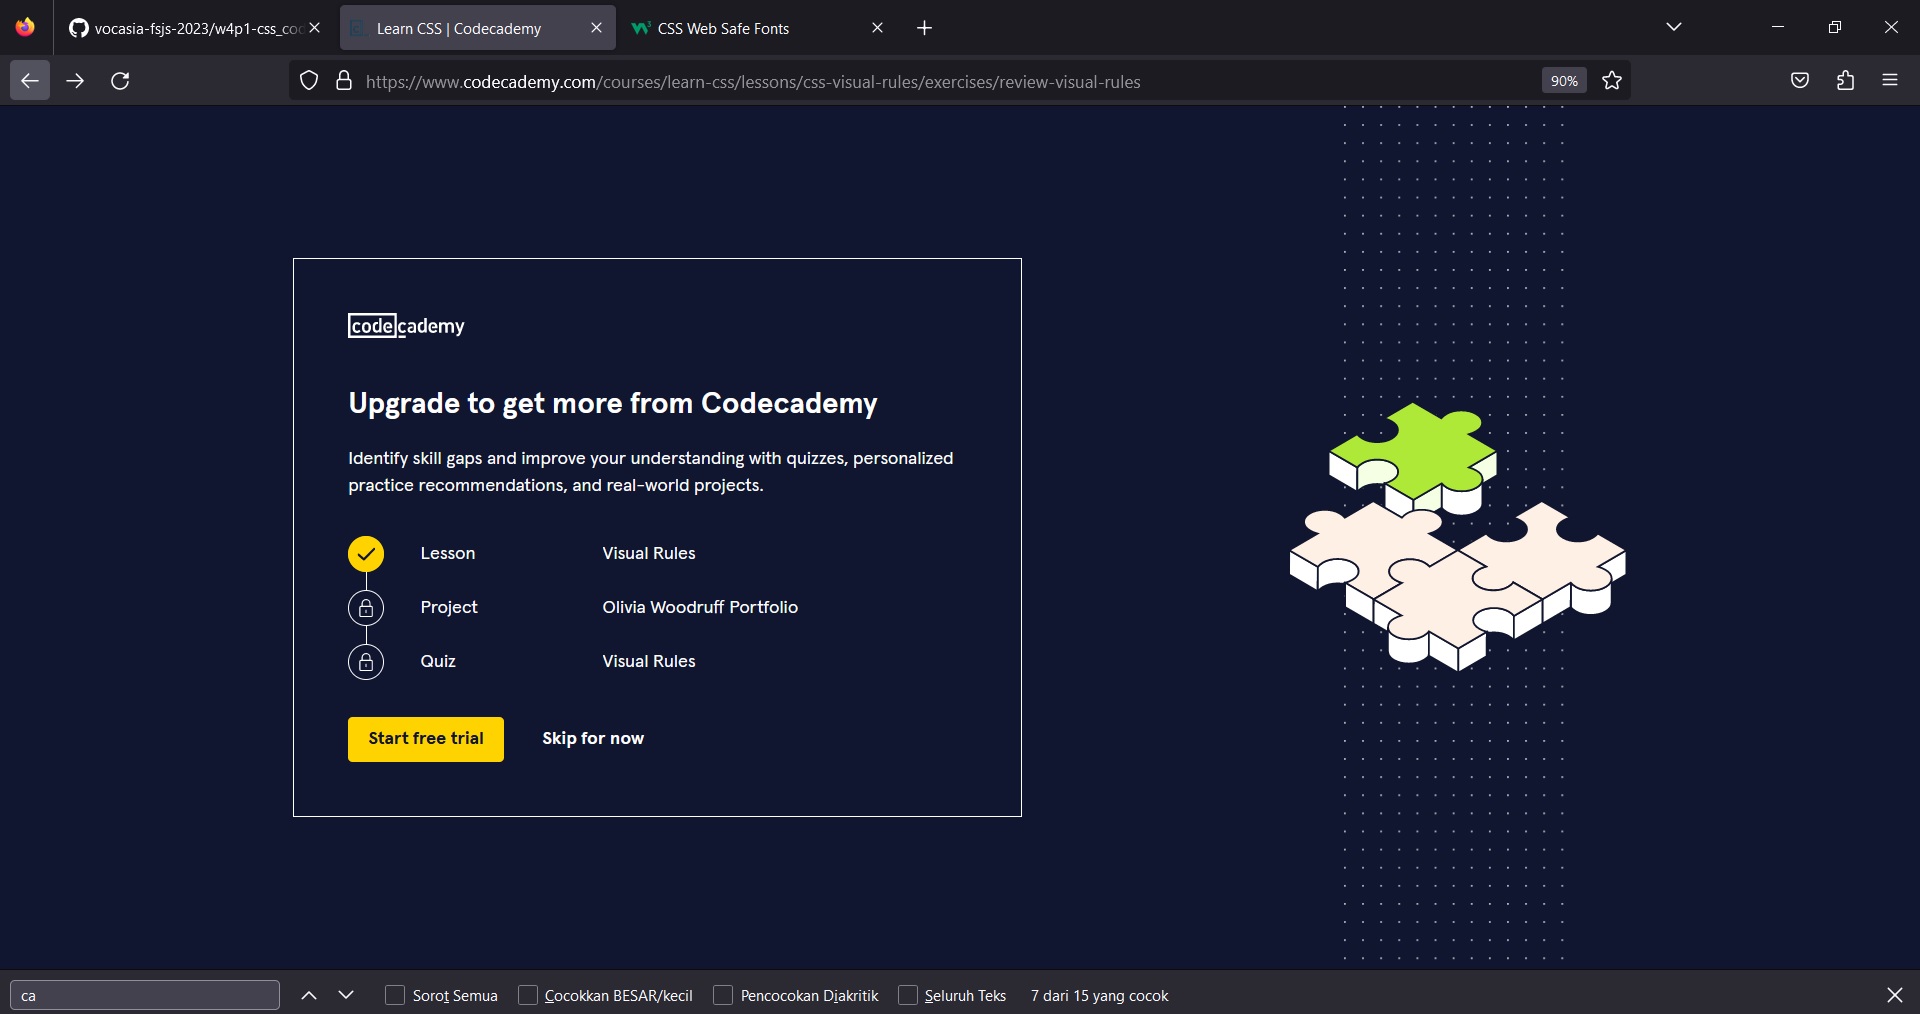 vocasia-fsjs-2023/w4p1-css_coc
Learn CSS | Codecademy
CSS Web Safe Fonts
https://www.codecademy.com/courses/learn-css/lessons/css-visual-rules/exercises/review-visual-rules
90%
codecademy
Upgrade to get more from Codecademy
Identify skill gaps and improve your understanding with quizzes, personalized
practice recommendations, and real-world projects.
Lesson Visual Rules
Project Olivia Woodruff Portfolio
Quiz Visual Rules
Start free trial Skip for now
ca Sorot Semua Cocokkan BESAR/kecil Pencocokan Diakritik Seluruh Teks 7 dari 15 yang cocok